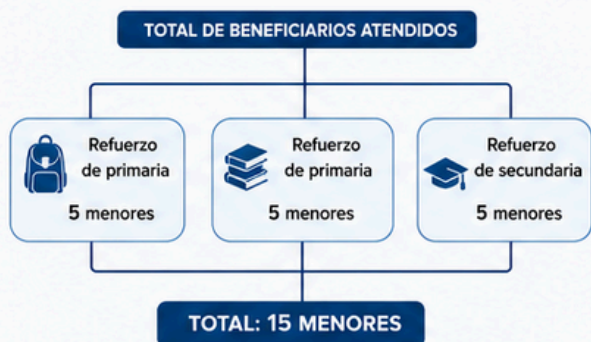 TOTAL DE BENEFICIARIOS ATENDIDOS
Refuerzo
de primaria
5 menores
Refuerzo
de primaria
5 menores
Refuerzo
de secundaria
5 menores
TOTAL: 15 MENORES